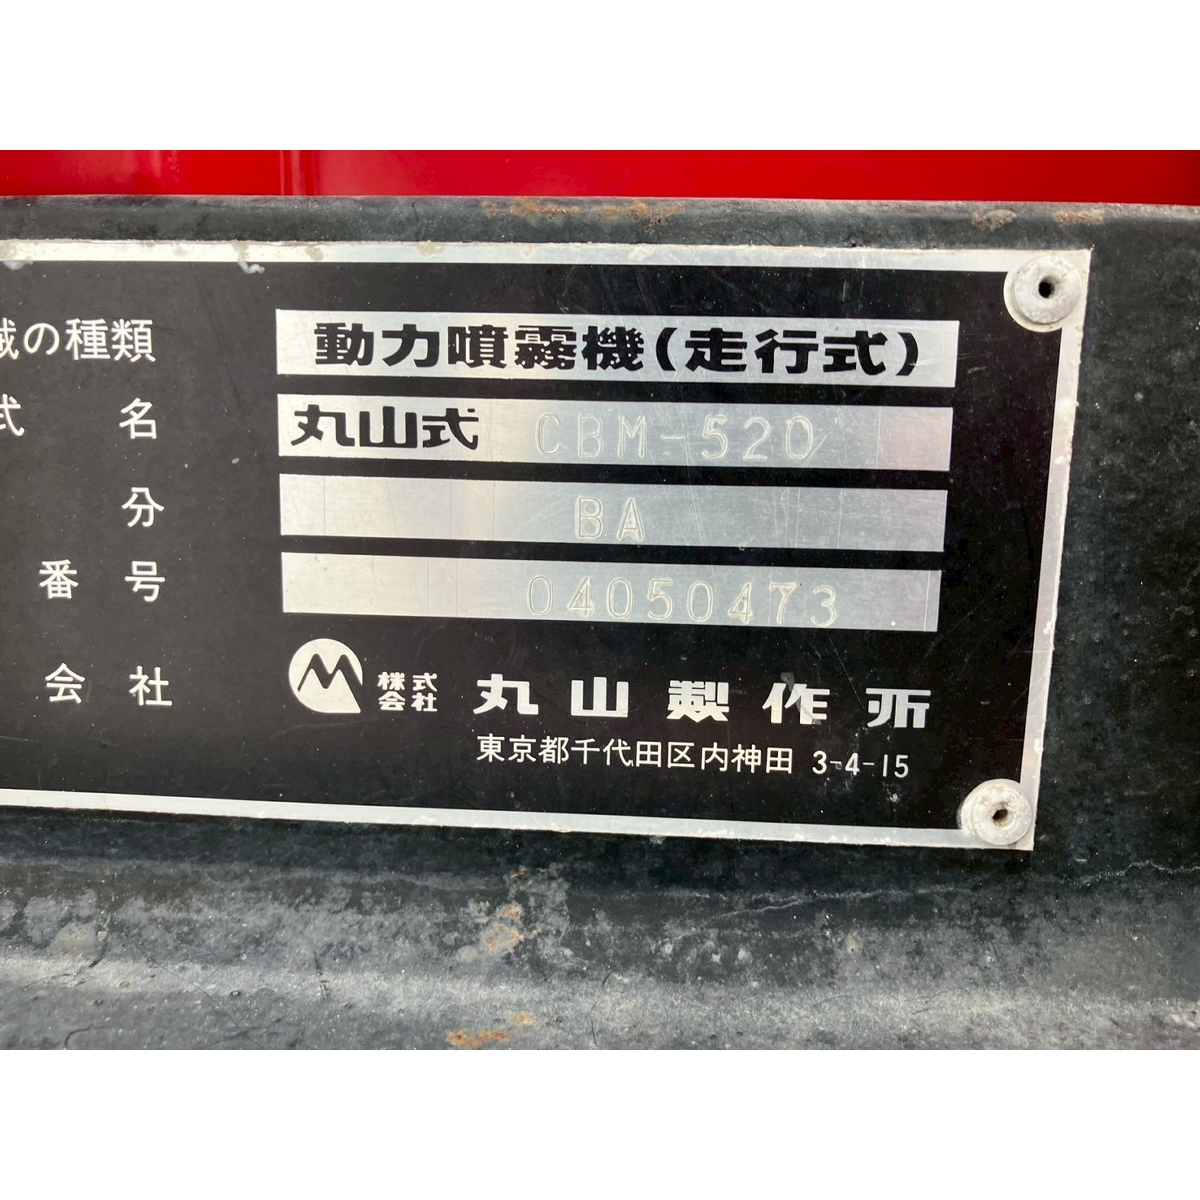 械の種類 動力噴霧機(走行式)
式 名 丸山式 CBM-520
分 BA
番 号 04050473
会 社 株式会社 丸山製作所
東京都千代田区内神田 3-4-15